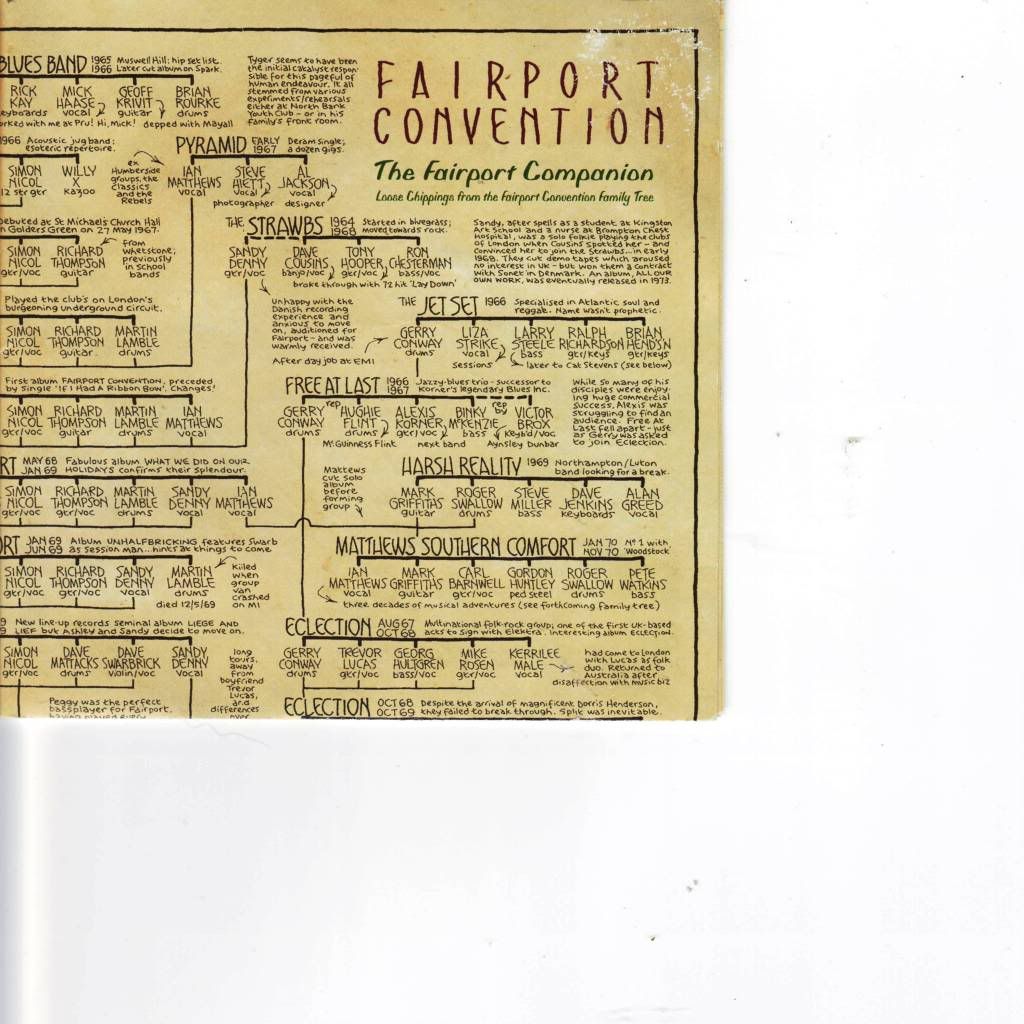 FAIRPORT
CONVENTION
The Fairport Companion
Loose Chippings from the Fairport Convention Family Tree
BLUES BAND 1965 1966 Muswell Hill: hip set list. Later cut album on Spark.
RICK KAY MICK HAASE GEOFF KRIVIT BRIAN ROURKE
keyboards vocal guitar drums
worked with me at Pru! Hi, Mick! depped with Mayall
Tyger seems to have been
the initial catalyst respon-
sible for this pageful of
human endeavour. It all
stemmed from various
experiments/rehearsals
either at North Bank
Youth Club – or in his
family's front room.
1966 Acoustic jugband;
esoteric repertoire.
SIMON NICOL WILLY X
12 str gtr kazoo
ex
Humberside
groups, the
Classics
and the
Rebels
PYRAMID EARLY 1967 Deram single; a dozen gigs.
IAN MATTHEWS STEVE HIETT AL JACKSON
vocal vocal vocal
photographer designer
Debuted at St Michael's Church Hall
in Golders Green on 27 May 1967.
SIMON NICOL RICHARD THOMPSON
gtr/voc guitar
from
Whetstone;
previously
in school
bands
THE STRAWBS 1964 1968 Started in bluegrass; moved towards rock.
SANDY DENNY DAVE COUSINS TONY HOOPER RON CHESTERMAN
gtr/voc banjo/voc gtr/voc bass/voc
broke through with 72 hit 'Lay Down'
Sandy, after spells as a student at Kingston
Art School and a nurse at Brompton Chest
Hospital, was a solo folkie playing the clubs
of London when Cousins spotted her – and
convinced her to join the Strawbs... in early
1968. They cut demo tapes which aroused
no interest in UK – but won them a contract
with Sonet in Denmark. An album, ALL OUR
OWN WORK, was eventually released in 1973.
Unhappy with the
Danish recording
experience and
anxious to move
on, auditioned for
Fairport – and was
warmly received.
Played the clubs on London's
burgeoning underground circuit.
SIMON NICOL RICHARD THOMPSON MARTIN LAMBLE
gtr/voc guitar drums
THE JET SET 1966 Specialised in Atlantic soul and
reggae. Name wasn't prophetic.
GERRY CONWAY LIZA STRIKE LARRY STEELE RALPH RICHARDSON BRIAN HENDS'N
drums vocal bass gtr/keys gtr/keys
After day job at EMI
sessions later to Cat Stevens (see below)
First album FAIRPORT CONVENTION, preceded
by single 'If I Had A Ribbon Bow'. Changes!
SIMON NICOL RICHARD THOMPSON MARTIN LAMBLE IAN MATTHEWS
gtr/voc guitar drums vocal
FREE AT LAST 1966 1967 Jazzy-blues trio – successor to
Korner's legendary Blues Inc.
GERRY CONWAY rep HUGHIE FLINT ALEXIS KORNER BINKY McKENZIE rep by VICTOR BROX
drums drums gtr/voc bass keybd/voc
McGuinness Flint next band Aynsley Dunbar
While so many of his
disciples were enjoy-
ing huge commercial
success, Alexis was
struggling to find an
audience. Free At
Last fell apart – just
as Gerry was asked
to join Eclection.
RT MAY 68 JAN 69 Fabulous album WHAT WE DID ON OUR
HOLIDAYS confirms their splendour.
SIMON NICOL RICHARD THOMPSON MARTIN LAMBLE SANDY DENNY IAN MATTHEWS
gtr/voc gtr/voc drums vocal vocal
Matthews
cut solo
album
before
forming
group
HARSH REALITY 1969 Northampton/Luton
band looking for a break.
MARK GRIFFITHS ROGER SWALLOW STEVE MILLER DAVE JENKINS ALAN GREED
guitar drums bass keyboards vocal
ORT JAN 69 JUN 69 Album UNHALFBRICKING features Swarb
as session man... hints at things to come
SIMON NICOL RICHARD THOMPSON SANDY DENNY MARTIN LAMBLE
gtr/voc gtr/voc vocal drums
died 12/5/69
killed
when
group
van
crashed
on M1
MATTHEWS SOUTHERN COMFORT JAN 70 NOV 70 Nº 1 with 'Woodstock'
IAN MATTHEWS MARK GRIFFITHS CARL BARNWELL GORDON HUNTLEY ROGER SWALLOW PETE WATKINS
vocal guitar gtr/voc ped steel drums bass
three decades of musical adventures (see forthcoming family tree)
9 New line-up records seminal album LIEGE AND
9 LIEF but Ashley and Sandy decide to move on.
SIMON NICOL DAVE MATTACKS DAVE SWARBRICK SANDY DENNY
gtr/voc drums violin/voc vocal
long
tours,
away
from
boyfriend
Trevor
Lucas,
and
differences
over
ECLECTION AUG 67 OCT 68 Multinational folk-rock group; one of the first UK-based
acts to sign with Elektra. Interesting album ECLECTION.
GERRY CONWAY TREVOR LUCAS GEORG HULTGREN MIKE ROSEN KERRILEE MALE
drums gtr/voc bass/voc gtr/voc vocal
had come to London
with Lucas as folk
duo. Returned to
Australia after
disaffection with music biz
Peggy was the perfect
bassplayer for Fairport,
having played every
ECLECTION OCT 68 OCT 69 Despite the arrival of magnificent Dorris Henderson,
they failed to break through. Split was inevitable.